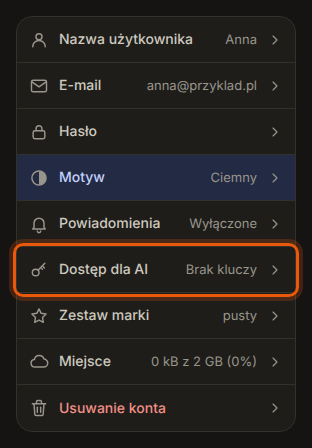 Nazwa użytkownika Anna
E-mail anna@przyklad.pl
Hasło
Motyw Ciemny
Powiadomienia Wyłączone
Dostęp dla AI Brak kluczy
Zestaw marki pusty
Miejsce 0 kB z 2 GB (0%)
Usuwanie konta